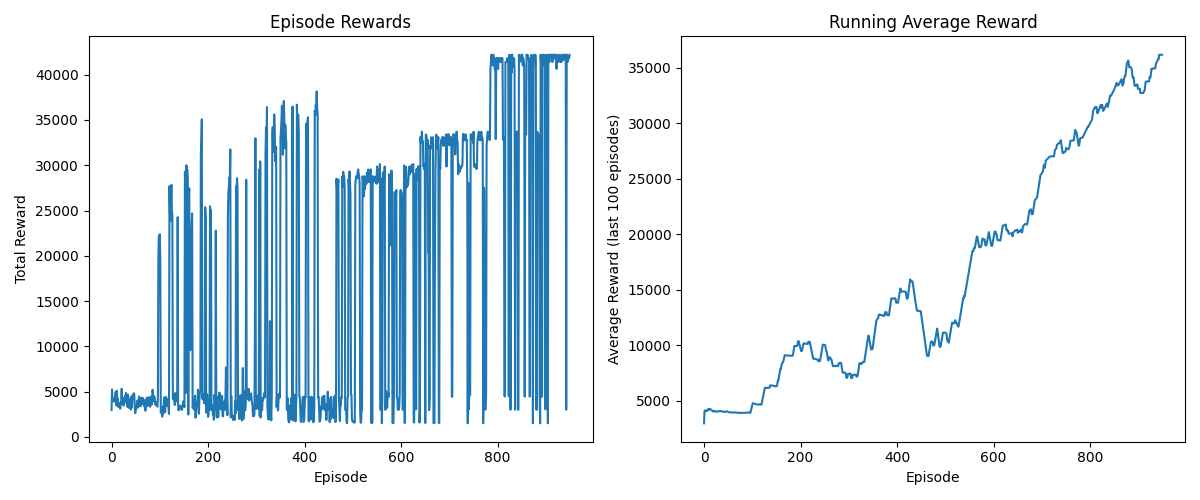 Episode Rewards
Total Reward
40000
35000
30000
25000
20000
15000
10000
5000
0
0 200 400 600 800
Episode
Running Average Reward
Average Reward (last 100 episodes)
35000
30000
25000
20000
15000
10000
5000
0 200 400 600 800
Episode